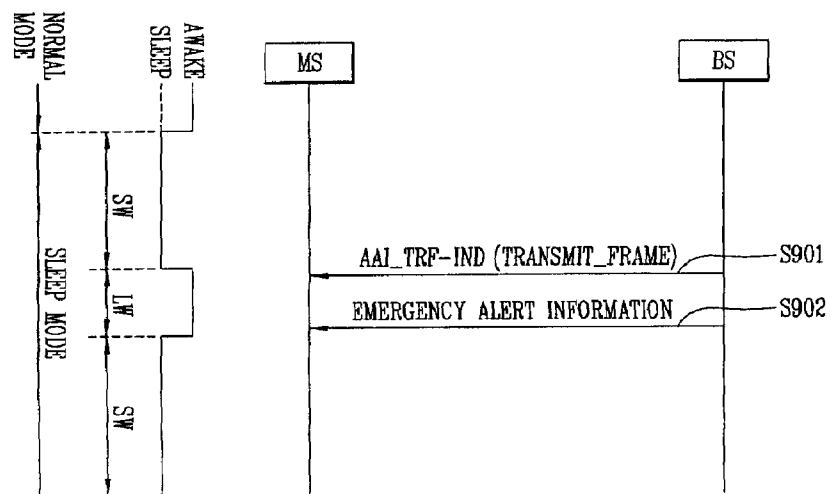 NORMAL
MODE
AWAKE
SLEEP
MS
BS
SW
AAI_TRF-IND (TRANSMIT_FRAME)
S901
SLEEP MODE
LW
EMERGENCY ALERT INFORMATION
S902
SW